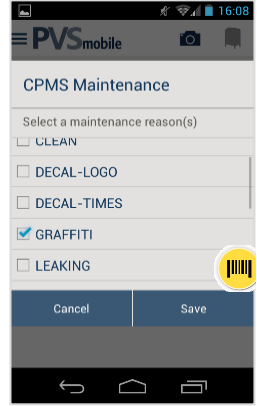 16:08
PVSmobile
CPMS Maintenance
Select a maintenance reason(s)
CLEAN
DECAL-LOGO
DECAL-TIMES
GRAFFITI
LEAKING
Cancel Save